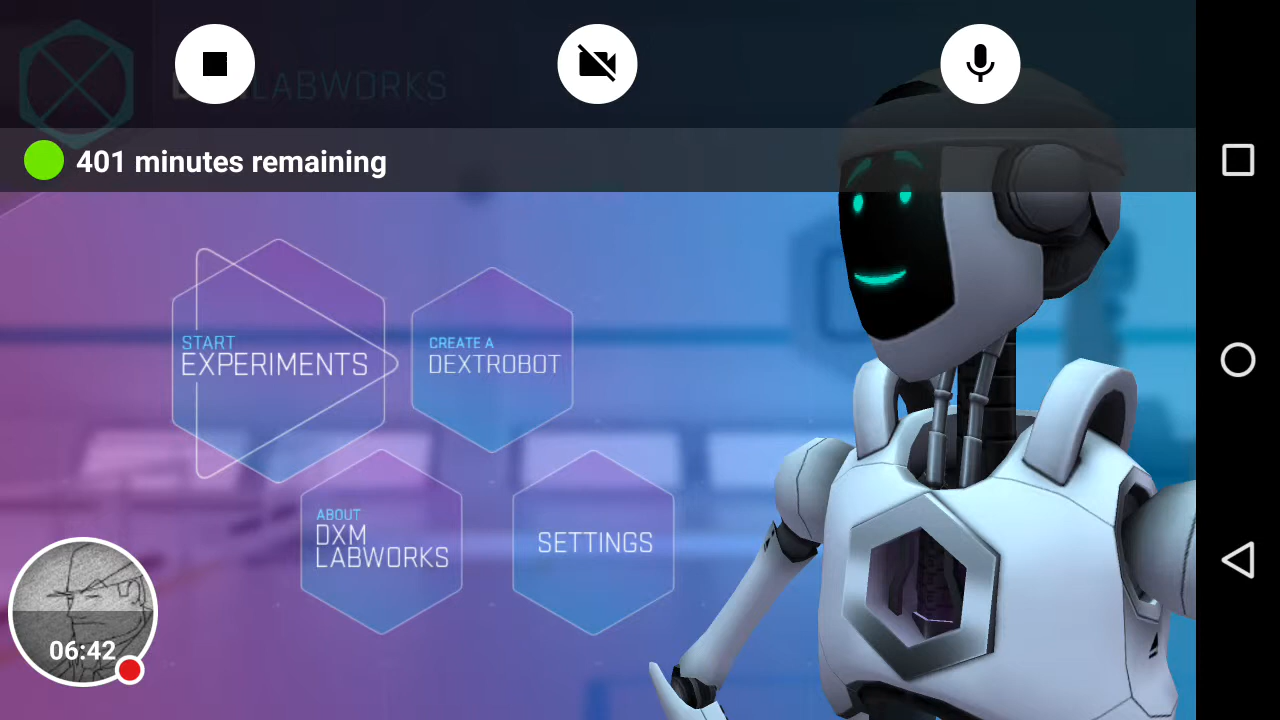 LABWORKS
401 minutes remaining
START
EXPERIMENTS
CREATE A
DEXTROBOT
ABOUT
DXM
LABWORKS
SETTINGS
06:42